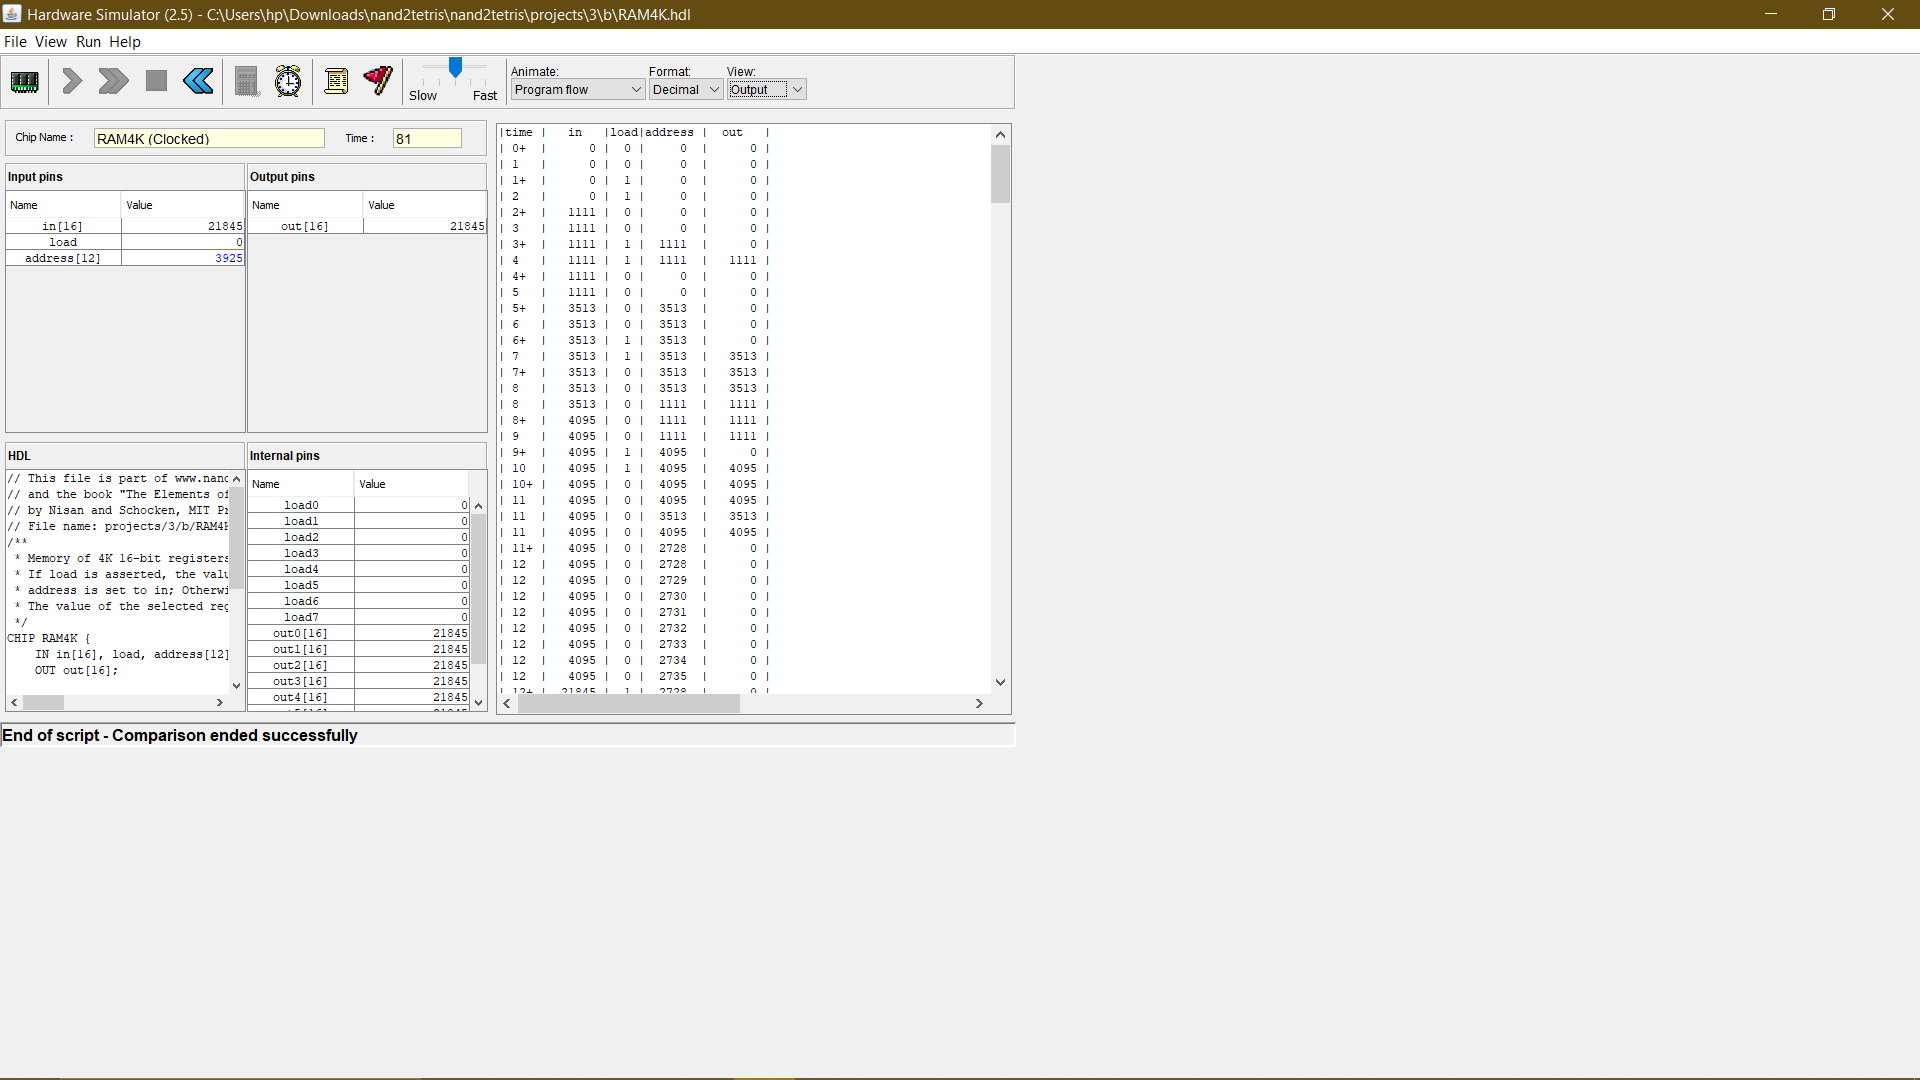 Hardware Simulator (2.5) - C:\Users\hp\Downloads\nand2tetris\nand2tetris\projects\3\b\RAM4K.hdl
File View Run Help
Slow Fast
Animate: Format: View:
Program flow Decimal Output
Chip Name : RAM4K (Clocked) Time : 81
Input pins
Name Value
in[16] 21845
load 0
address[12] 3925
Output pins
Name Value
out[16] 21845
HDL
// This file is part of www.nand
// and the book "The Elements of
// by Nisan and Schocken, MIT Pr
// File name: projects/3/b/RAM4K
/**
* Memory of 4K 16-bit registers
* If load is asserted, the valu
* address is set to in; Otherwi
* The value of the selected reg
*/
CHIP RAM4K {
IN in[16], load, address[12]
OUT out[16];
Internal pins
Name Value
load0 0
load1 0
load2 0
load3 0
load4 0
load5 0
load6 0
load7 0
out0[16] 21845
out1[16] 21845
out2[16] 21845
out3[16] 21845
out4[16] 21845
|time | in |load|address | out |
| 0+ | 0 | 0 | 0 | 0 |
| 1 | 0 | 0 | 0 | 0 |
| 1+ | 0 | 1 | 0 | 0 |
| 2 | 0 | 1 | 0 | 0 |
| 2+ | 1111 | 0 | 0 | 0 |
| 3 | 1111 | 0 | 0 | 0 |
| 3+ | 1111 | 1 | 1111 | 0 |
| 4 | 1111 | 1 | 1111 | 1111 |
| 4+ | 1111 | 0 | 0 | 0 |
| 5 | 1111 | 0 | 0 | 0 |
| 5+ | 3513 | 0 | 3513 | 0 |
| 6 | 3513 | 0 | 3513 | 0 |
| 6+ | 3513 | 1 | 3513 | 0 |
| 7 | 3513 | 1 | 3513 | 3513 |
| 7+ | 3513 | 0 | 3513 | 3513 |
| 8 | 3513 | 0 | 3513 | 3513 |
| 8 | 3513 | 0 | 1111 | 1111 |
| 8+ | 4095 | 0 | 1111 | 1111 |
| 9 | 4095 | 0 | 1111 | 1111 |
| 9+ | 4095 | 1 | 4095 | 0 |
| 10 | 4095 | 1 | 4095 | 4095 |
| 10+ | 4095 | 0 | 4095 | 4095 |
| 11 | 4095 | 0 | 4095 | 4095 |
| 11 | 4095 | 0 | 3513 | 3513 |
| 11 | 4095 | 0 | 4095 | 4095 |
| 11+ | 4095 | 0 | 2728 | 0 |
| 12 | 4095 | 0 | 2728 | 0 |
| 12 | 4095 | 0 | 2729 | 0 |
| 12 | 4095 | 0 | 2730 | 0 |
| 12 | 4095 | 0 | 2731 | 0 |
| 12 | 4095 | 0 | 2732 | 0 |
| 12 | 4095 | 0 | 2733 | 0 |
| 12 | 4095 | 0 | 2734 | 0 |
| 12 | 4095 | 0 | 2735 | 0 |
| 12+ | 21845 | 1 | 2728 | 0 |
End of script - Comparison ended successfully